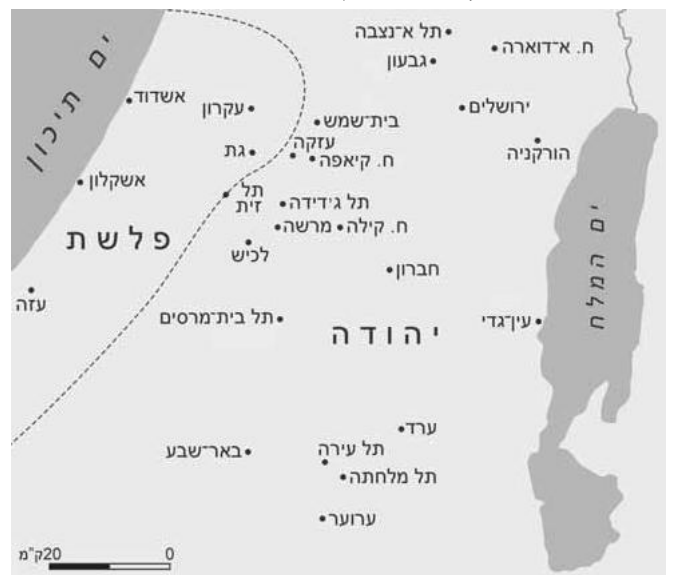 תל א־נצבה
ח. א־דוארה
גבעון
ים תיכון
אשדוד
עקרון
ירושלים
בית־שמש
עזקה
גת
ח. קיאפה
הורקניה
אשקלון
תל
זית
תל ג׳דידה
פלשת
מרשה
ח. קילה
ים המלח
לכיש
חברון
עזה
תל בית־מרסים
יהודה
עין־גדי
ערד
באר־שבע
תל עירה
תל מלחתה
ערוער
0
20ק"מ